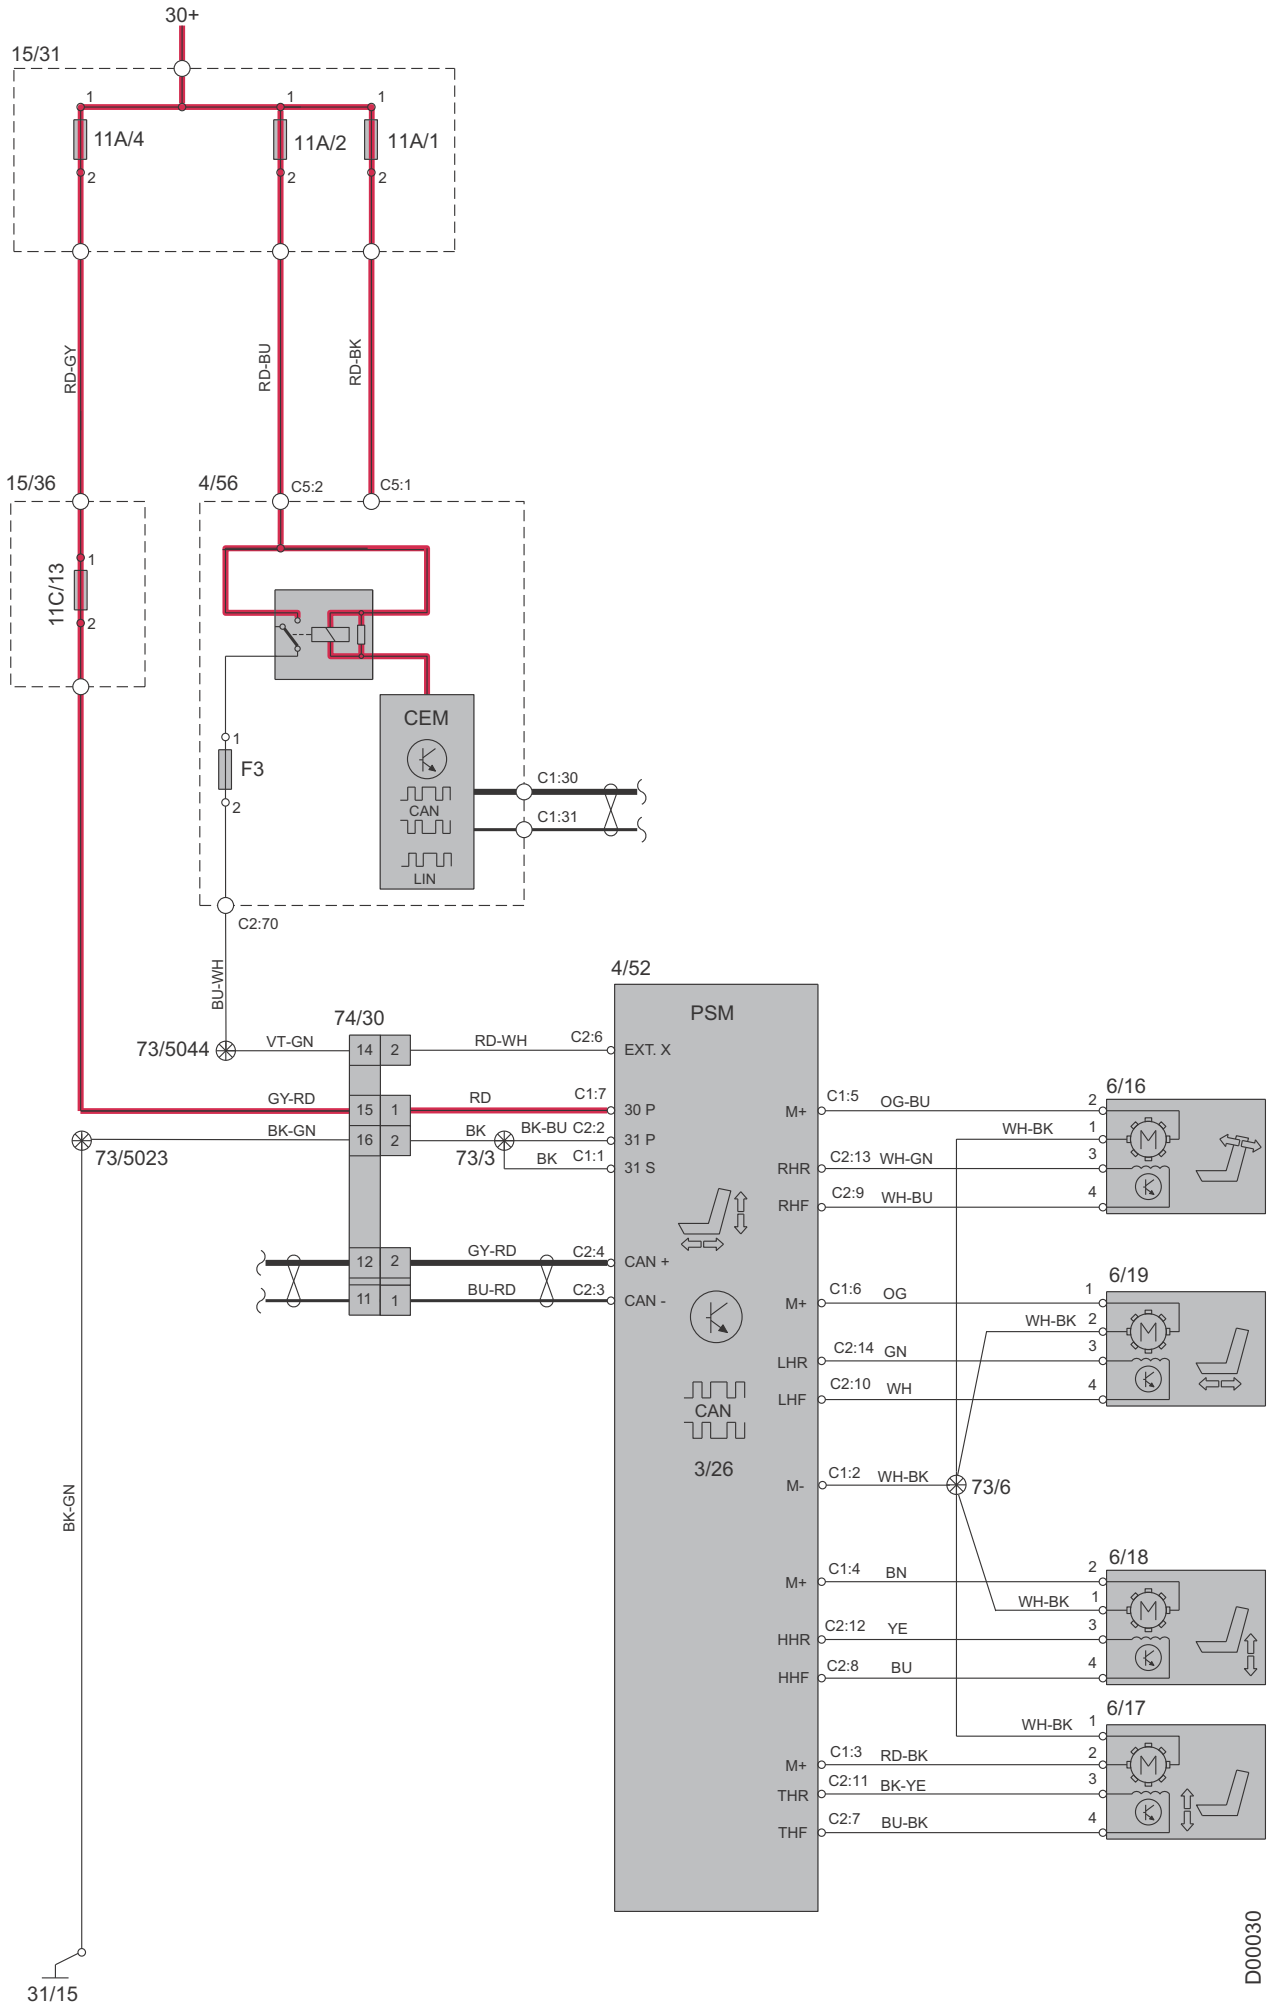 30+
15/31
1 1 1
11A/4 11A/2 11A/1
2 2 2
RD-GY RD-BU RD-BK
15/36 4/56 C5:2 C5:1
1
11C/13
2
CEM
1
F3
2
C1:30
CAN
C1:31
LIN
C2:70
BU-WH
4/52
PSM
74/30
73/5044 VT-GN 14 2 RD-WH C2:6 EXT. X
GY-RD 15 1 RD C1:7 30 P
BK-GN 16 2 BK BK-BU C2:2 31 P
73/5023 73/3 BK C1:1 31 S
12 2 GY-RD C2:4 CAN +
11 1 BU-RD C2:3 CAN -
CAN
3/26
6/16
M+ C1:5 OG-BU 2
WH-BK 1 M
RHR C2:13 WH-GN 3
RHF C2:9 WH-BU 4
6/19
M+ C1:6 OG 1
WH-BK 2 M
LHR C2:14 GN 3
LHF C2:10 WH 4
M- C1:2 WH-BK 73/6
6/18
M+ C1:4 BN 2
WH-BK 1 M
HHR C2:12 YE 3
HHF C2:8 BU 4
6/17
WH-BK 1
M+ C1:3 RD-BK 2 M
THR C2:11 BK-YE 3
THF C2:7 BU-BK 4
BK-GN
31/15
D00030